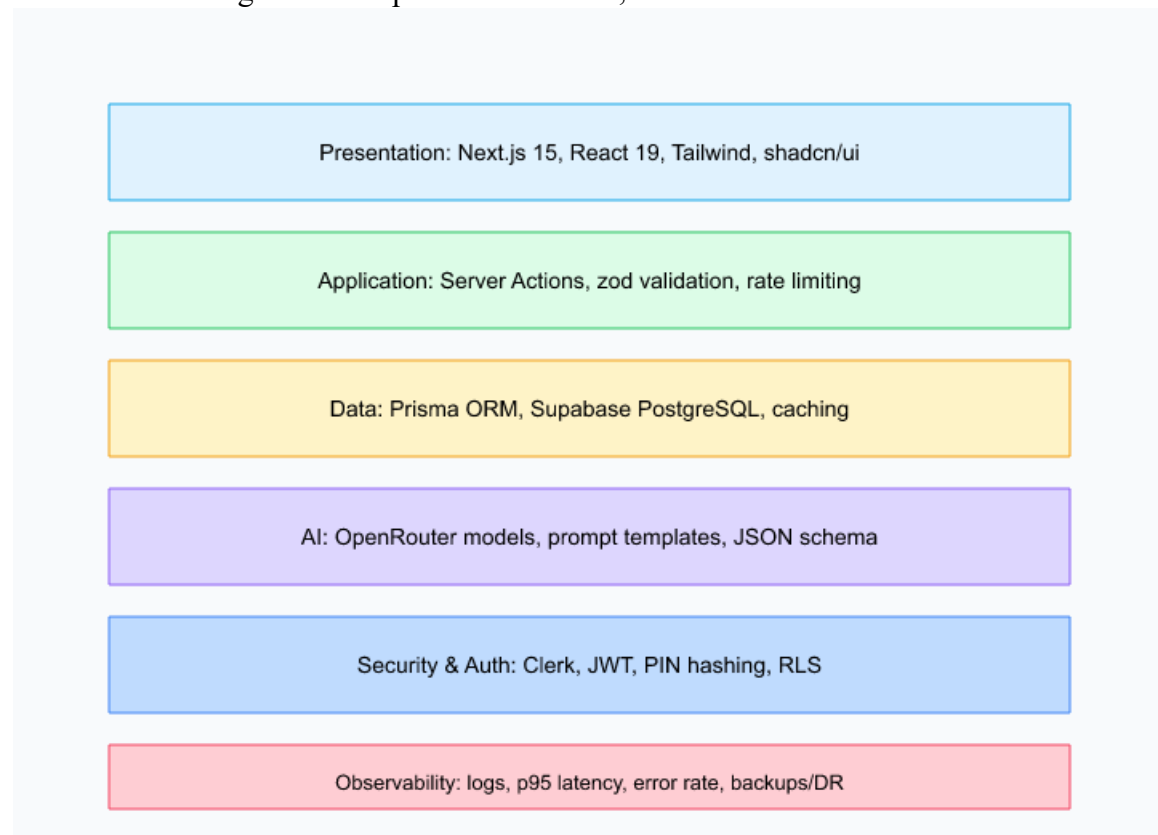 Presentation: Next.js 15, React 19, Tailwind, shadcn/ui
Application: Server Actions, zod validation, rate limiting
Data: Prisma ORM, Supabase PostgreSQL, caching
AI: OpenRouter models, prompt templates, JSON schema
Security & Auth: Clerk, JWT, PIN hashing, RLS
Observability: logs, p95 latency, error rate, backups/DR